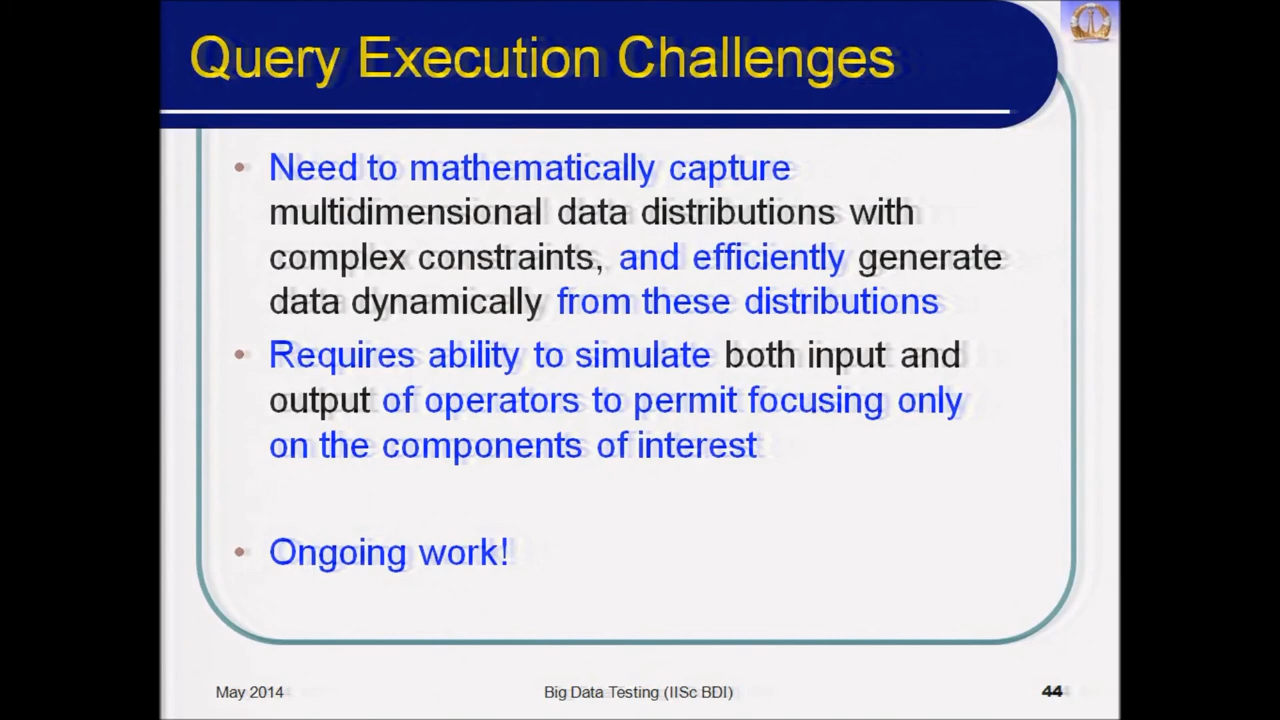 Query Execution Challenges
• Need to mathematically capture
multidimensional data distributions with
complex constraints, and efficiently generate
data dynamically from these distributions
• Requires ability to simulate both input and
output of operators to permit focusing only
on the components of interest
• Ongoing work!
May 2014 Big Data Testing (IISc BDI) 44